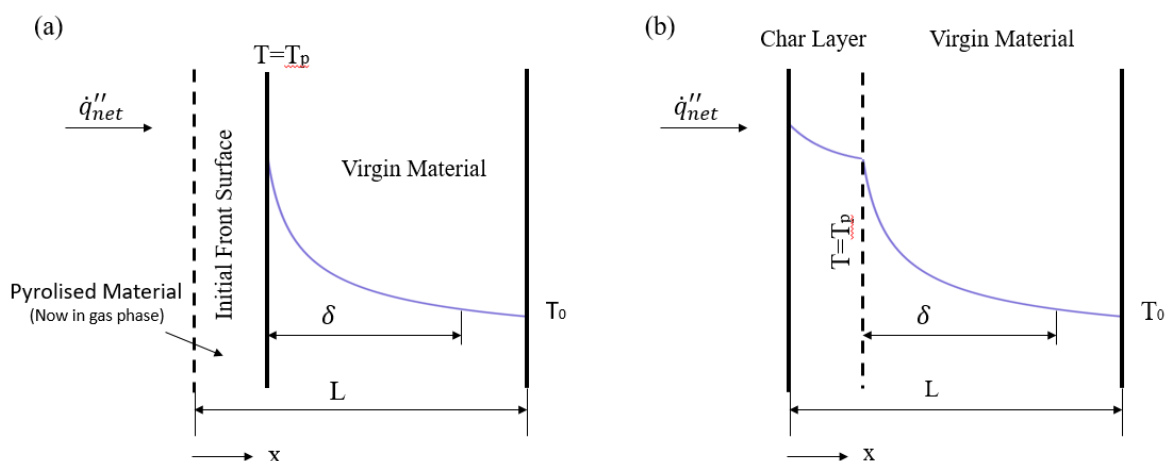 (a)
T=Tp
q̇''net
Initial Front Surface
Virgin Material
Pyrolised Material
(Now in gas phase)
δ
T0
L
x
(b)
Char Layer
Virgin Material
q̇''net
T=Tp
δ
T0
L
x